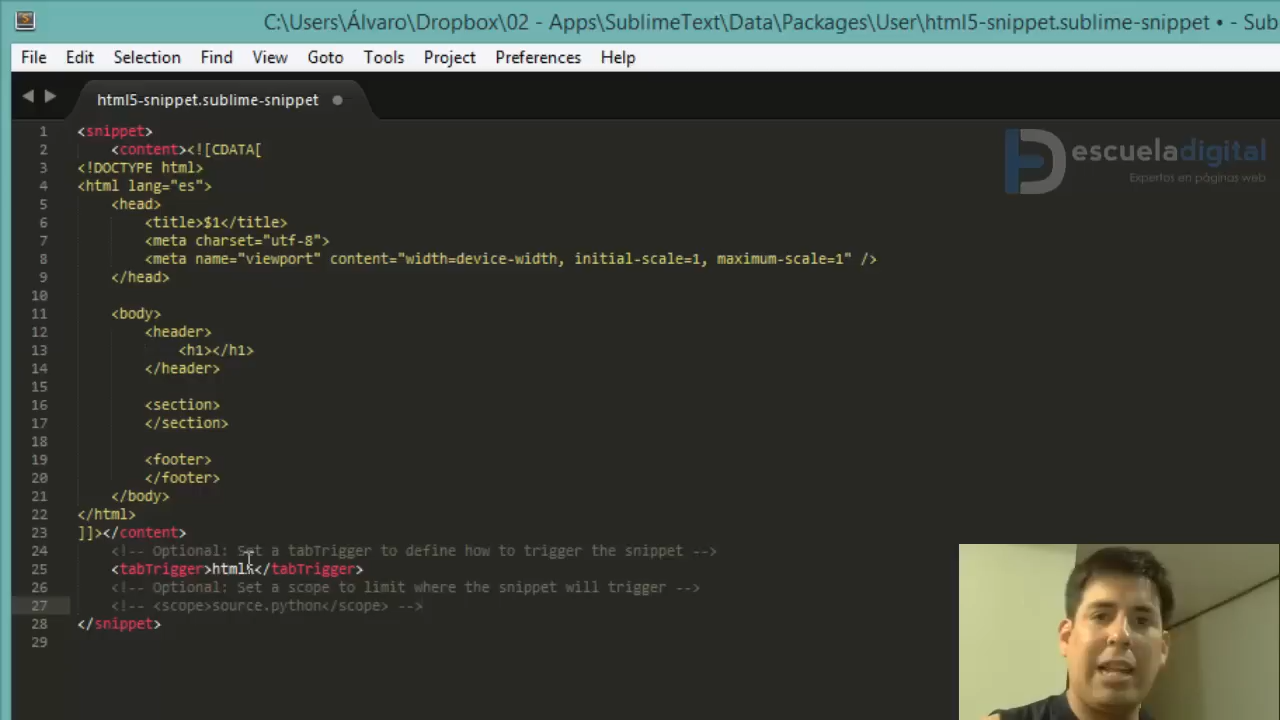 C:\Users\Álvaro\Dropbox\02 - Apps\SublimeText\Data\Packages\User\html5-snippet.sublime-snippet • - Sub
File Edit Selection Find View Goto Tools Project Preferences Help
html5-snippet.sublime-snippet
escueladigital
Expertos en páginas web
1 <snippet>
2 <content><![CDATA[
3 <!DOCTYPE html>
4 <html lang="es">
5 <head>
6 <title>$1</title>
7 <meta charset="utf-8">
8 <meta name="viewport" content="width=device-width, initial-scale=1, maximum-scale=1" />
9 </head>
10
11 <body>
12 <header>
13 <h1></h1>
14 </header>
15
16 <section>
17 </section>
18
19 <footer>
20 </footer>
21 </body>
22 </html>
23 ]]></content>
24 <!-- Optional: Set a tabTrigger to define how to trigger the snippet -->
25 <tabTrigger>html</tabTrigger>
26 <!-- Optional: Set a scope to limit where the snippet will trigger -->
27 <!-- <scope>source.python</scope> -->
28 </snippet>
29